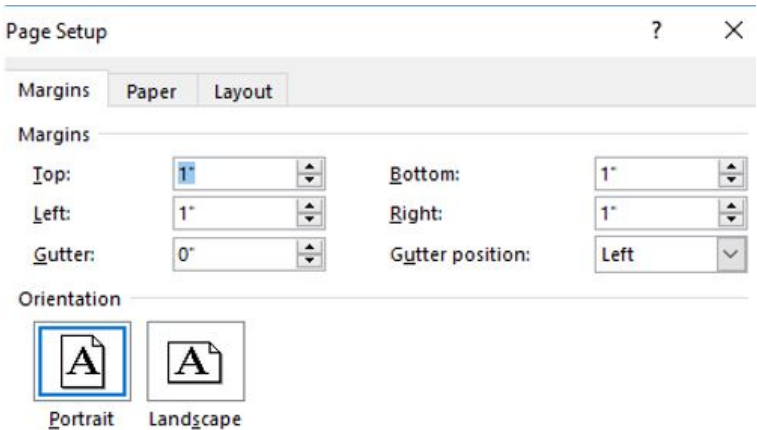 Page Setup ? ×
Margins Paper Layout
Margins
Top: 1" Bottom: 1"
Left: 1" Right: 1"
Gutter: 0" Gutter position: Left
Orientation
A A
Portrait Landscape